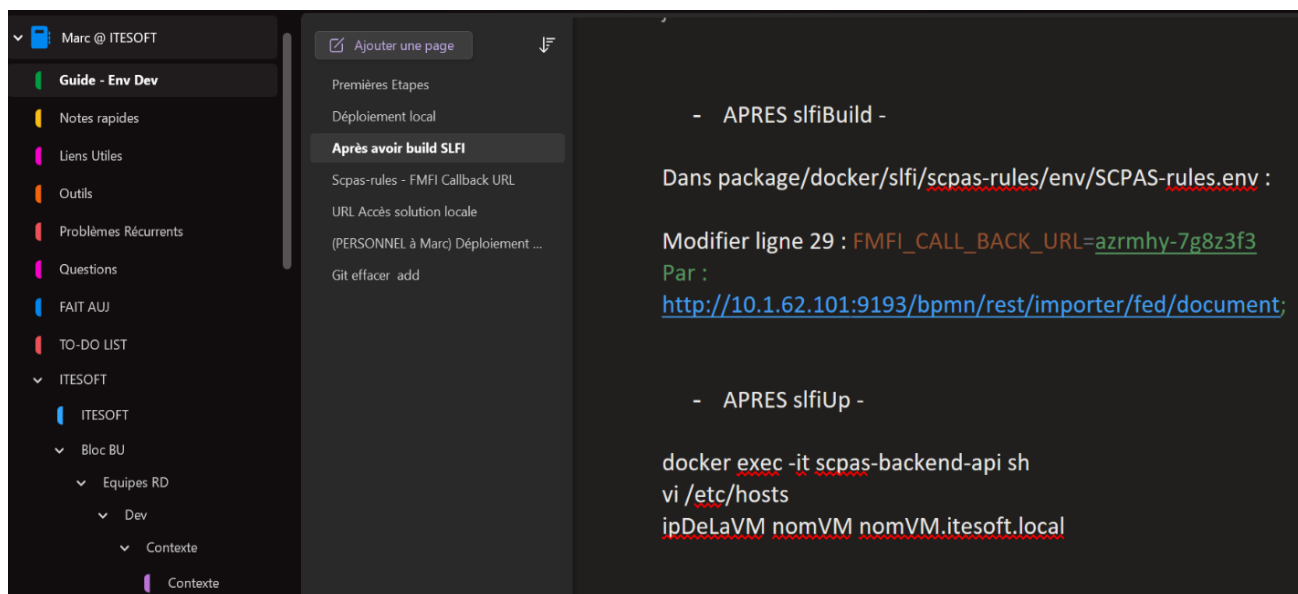 Marc @ ITESOFT
Guide - Env Dev
Notes rapides
Liens Utiles
Outils
Problèmes Récurrents
Questions
FAIT AUJ
TO-DO LIST
ITESOFT
ITESOFT
Bloc BU
Equipes RD
Dev
Contexte
Contexte
Ajouter une page
Premières Etapes
Déploiement local
Après avoir build SLFI
Scpas-rules - FMFI Callback URL
URL Accès solution locale
(PERSONNEL à Marc) Déploiement ...
Git effacer add
- APRES slfiBuild -
Dans package/docker/slfi/scpas-rules/env/SCPAS-rules.env :
Modifier ligne 29 : FMFI_CALL_BACK_URL=azrmhy-7g8z3f3
Par :
http://10.1.62.101:9193/bpmn/rest/importer/fed/document;
- APRES slfiUp -
docker exec -it scpas-backend-api sh
vi /etc/hosts
ipDeLaVM nomVM nomVM.itesoft.local